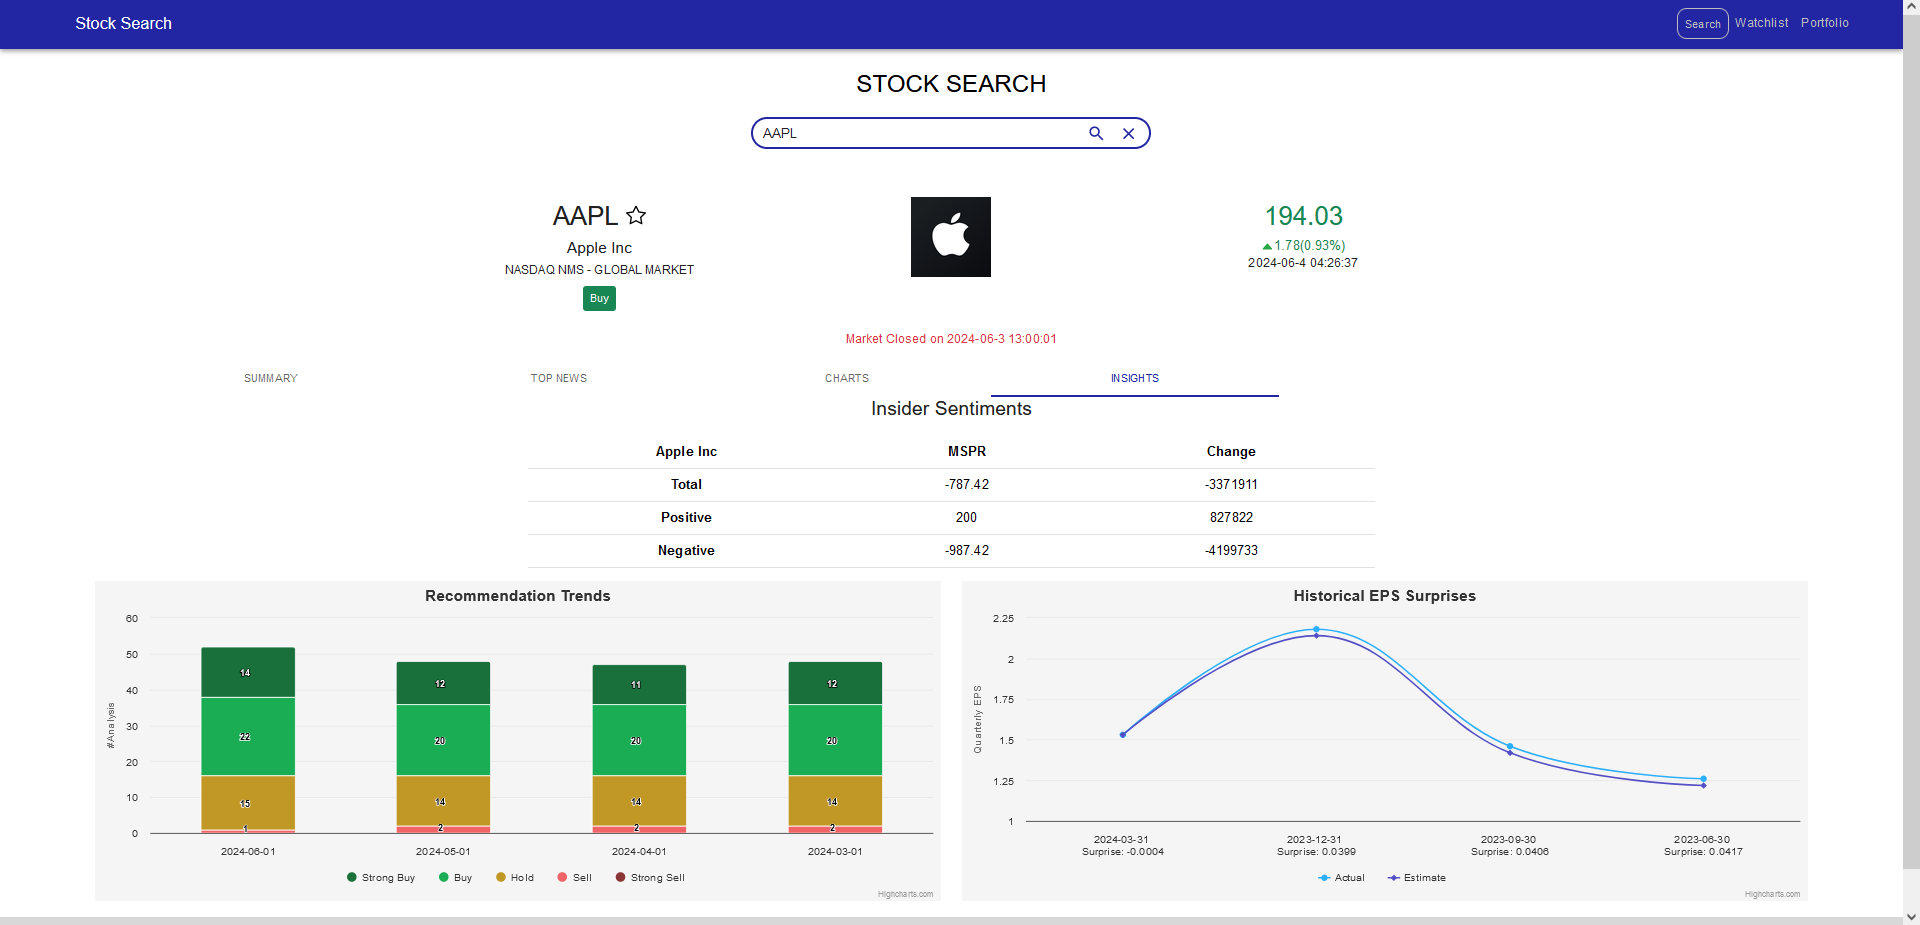 Stock Search
Search Watchlist Portfolio
STOCK SEARCH
AAPL
AAPL
Apple Inc
NASDAQ NMS - GLOBAL MARKET
Buy
194.03
1.78(0.93%)
2024-06-4 04:26:37
Market Closed on 2024-06-3 13:00:01
SUMMARY TOP NEWS CHARTS INSIGHTS
Insider Sentiments
Apple Inc MSPR Change
Total -787.42 -3371911
Positive 200 827822
Negative -987.42 -4199733
Recommendation Trends
#Analysis
60
50
40
30
20
10
0
14 22 15 1
12 20 14 2
11 20 14 2
12 20 14 2
2024-06-01 2024-05-01 2024-04-01 2024-03-01
Strong Buy Buy Hold Sell Strong Sell
Highcharts.com
Historical EPS Surprises
Quarterly EPS
2.25
2
1.75
1.5
1.25
1
2024-03-31 2023-12-31 2023-09-30 2023-06-30
Surprise: -0.0004 Surprise: 0.0399 Surprise: 0.0406 Surprise: 0.0417
Actual Estimate
Highcharts.com